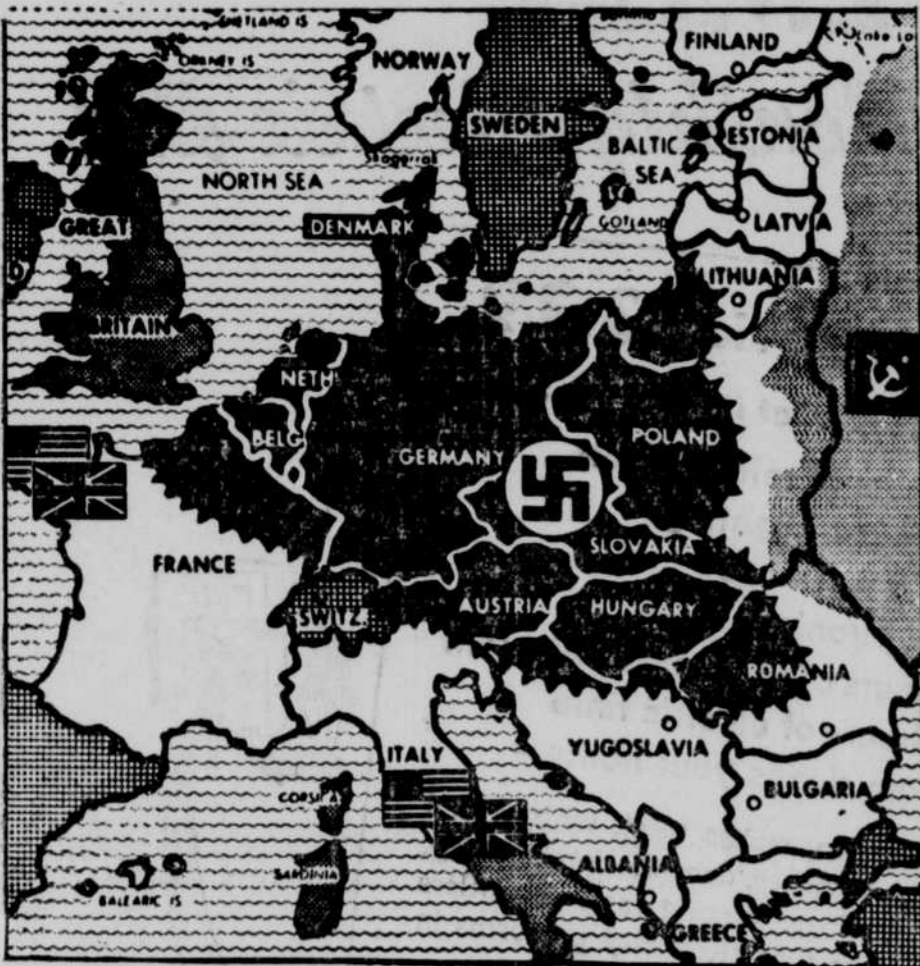 SHETLAND IS
ORKNEY IS
NORWAY
FINLAND
SWEDEN
ESTONIA
BALTIC
SEA
NORTH SEA
GOTLAND
LATVIA
GREAT
DENMARK
LITHUANIA
BRITAIN
NETH
BELG
POLAND
GERMANY
SLOVAKIA
FRANCE
AUSTRIA
HUNGARY
SWITZ.
ROMANIA
YUGOSLAVIA
ITALY
BULGARIA
CORSICA
SARDINIA
ALBANIA
BALEARIC IS
GREECE